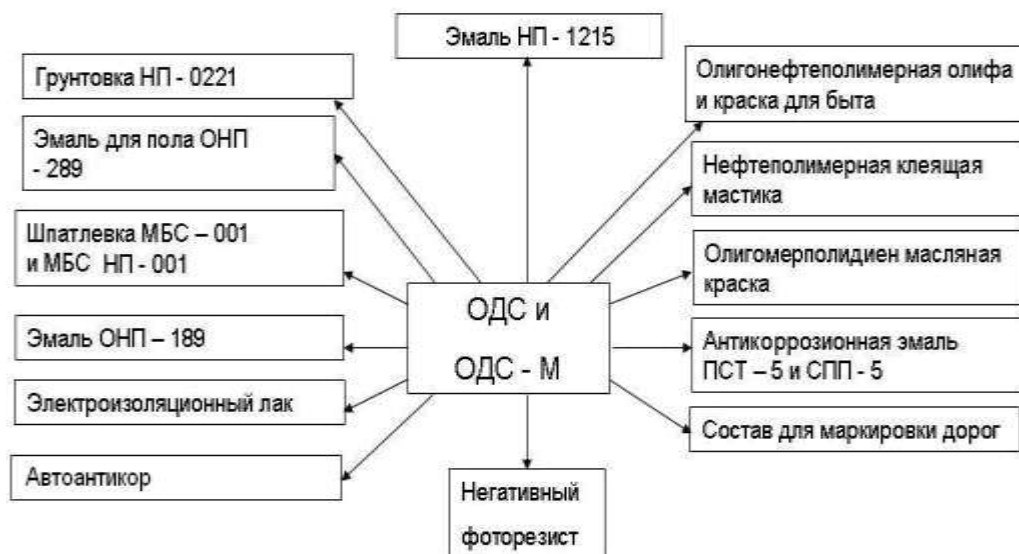 Эмаль НП - 1215
Грунтовка НП - 0221
Эмаль для пола ОНП
- 289
Шпатлевка МБС – 001
и МБС НП - 001
Эмаль ОНП – 189
Электроизоляционный лак
Автоантикор
ОДС и
ОДС - М
Негативный
фоторезист
Олигонефтеполимерная олифа
и краска для быта
Нефтеполимерная клеящая
мастика
Олигомерполидиен масляная
краска
Антикоррозионная эмаль
ПСТ – 5 и СПП - 5
Состав для маркировки дорог